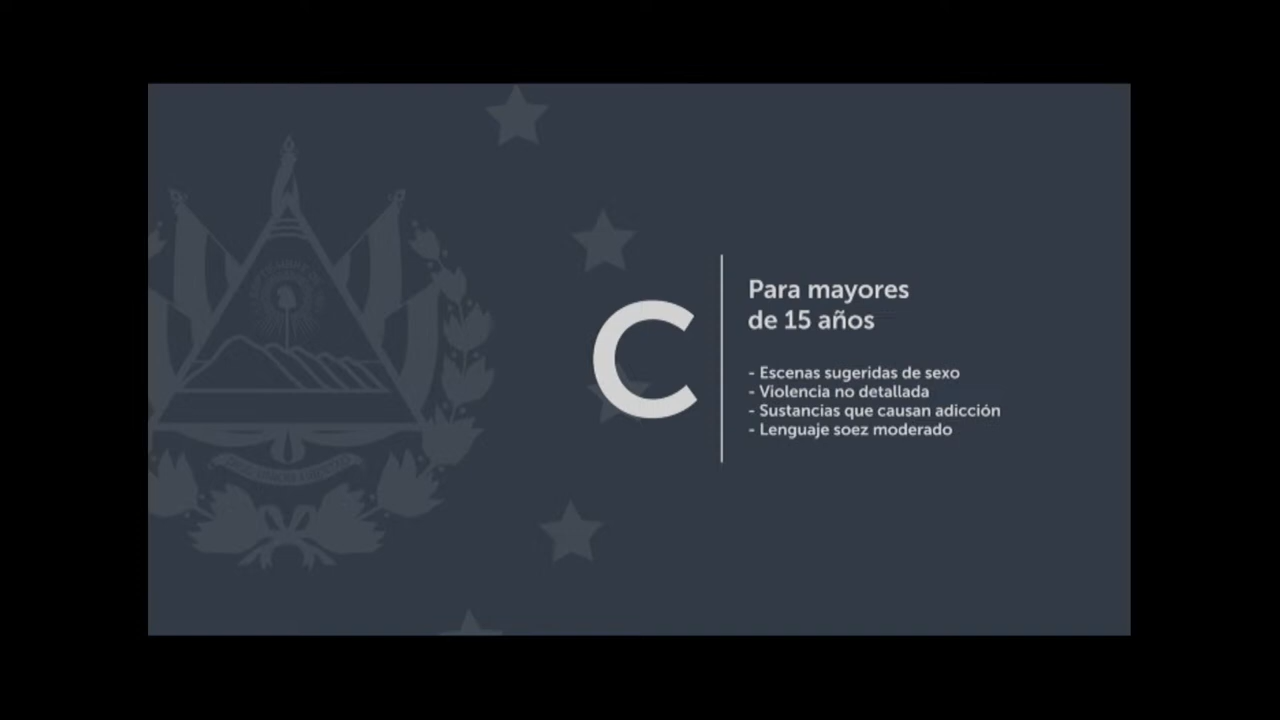 C
Para mayores
de 15 años
- Escenas sugeridas de sexo
- Violencia no detallada
- Sustancias que causan adicción
- Lenguaje soez moderado